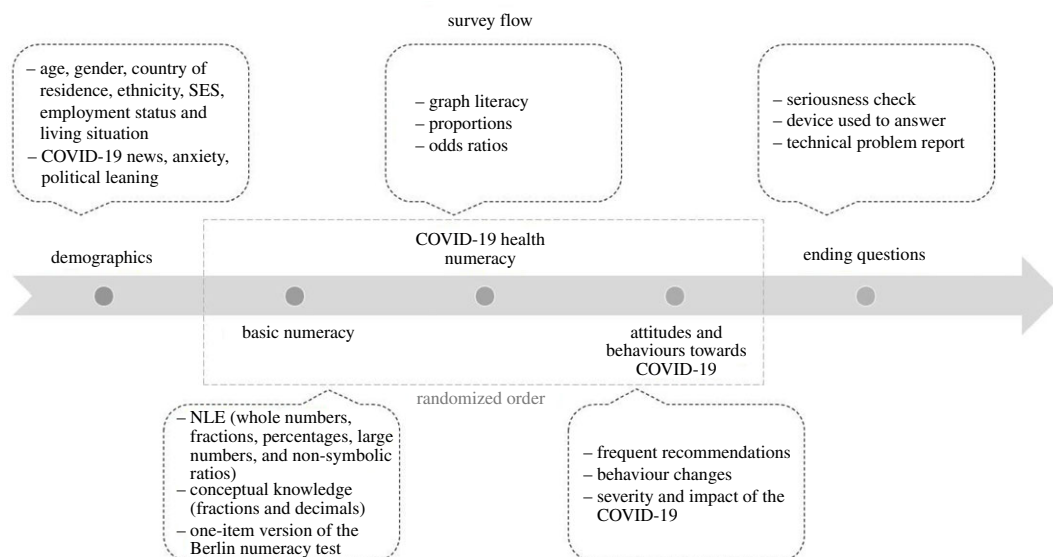 survey flow
– age, gender, country of
residence, ethnicity, SES,
employment status and
living situation
– COVID-19 news, anxiety,
political leaning
– graph literacy
– proportions
– odds ratios
– seriousness check
– device used to answer
– technical problem report
demographics
COVID-19 health
numeracy
ending questions
basic numeracy
attitudes and
behaviours towards
COVID-19
randomized order
– NLE (whole numbers,
fractions, percentages, large
numbers, and non-symbolic
ratios)
– conceptual knowledge
(fractions and decimals)
– one-item version of the
Berlin numeracy test
– frequent recommendations
– behaviour changes
– severity and impact of the
COVID-19